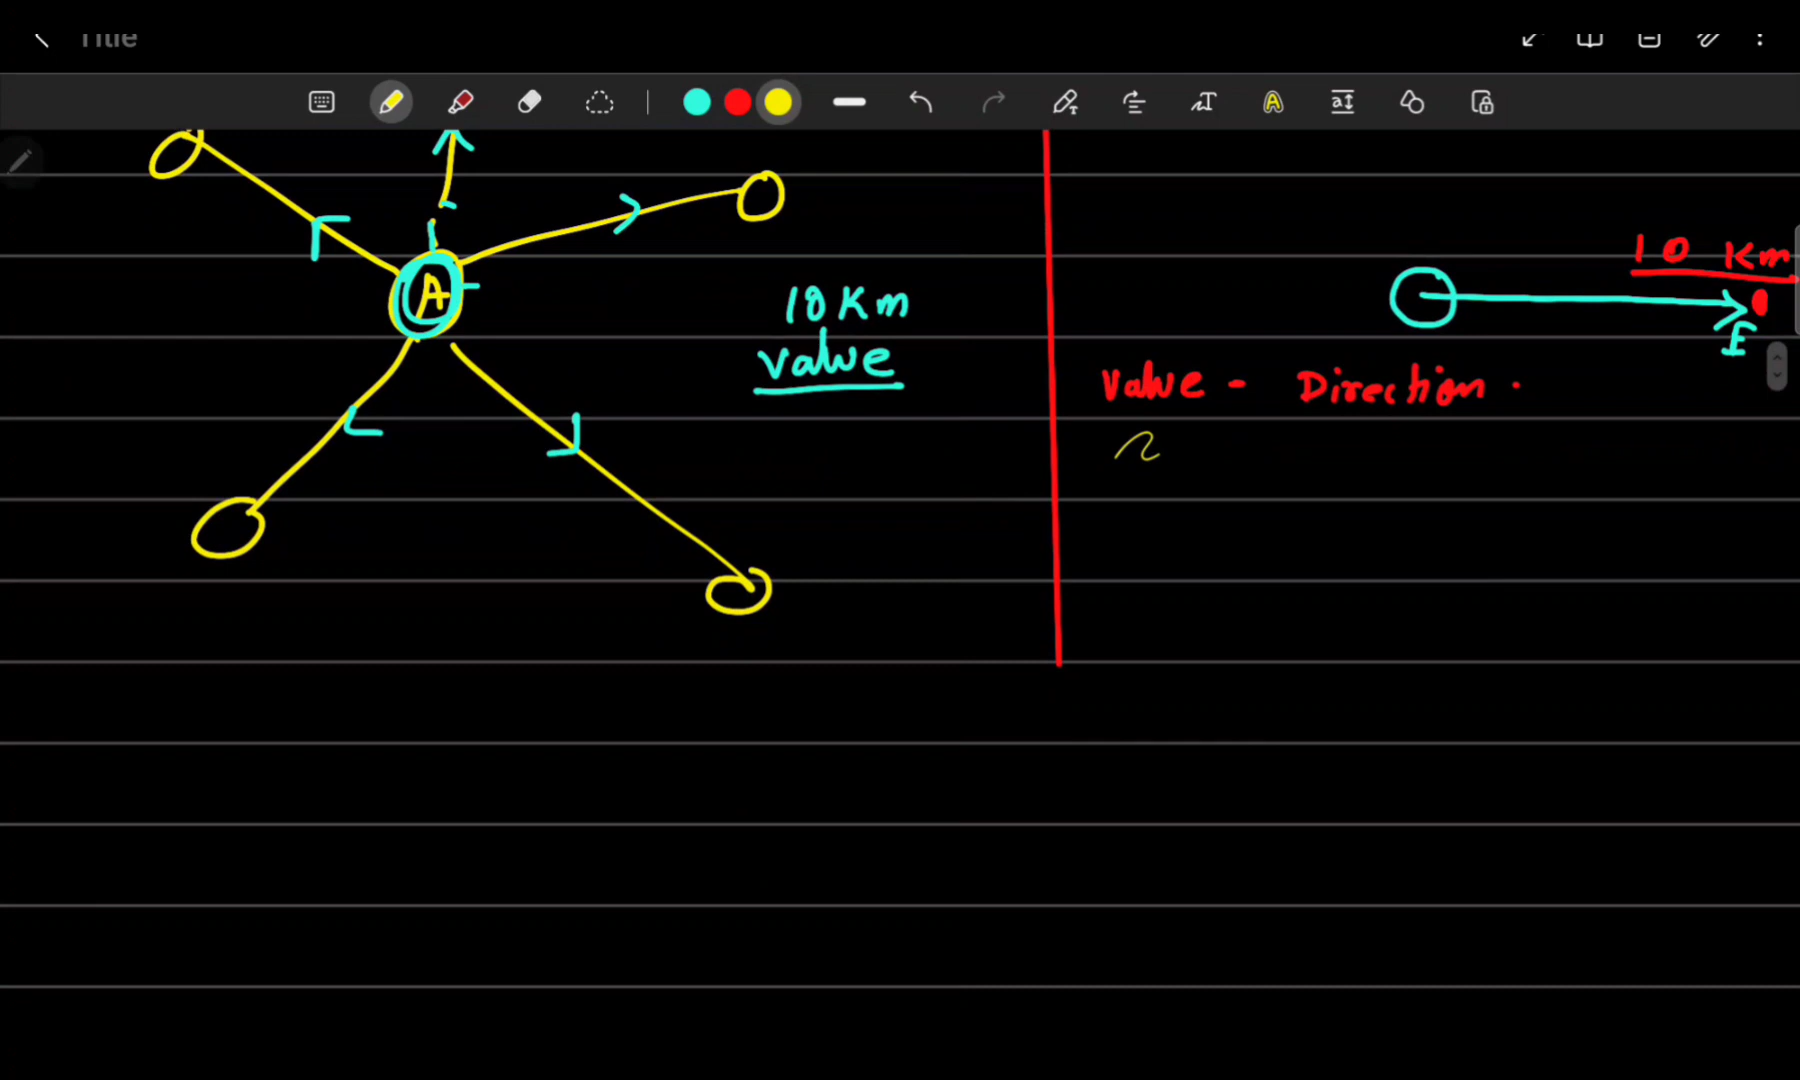 Title
A
10 Km
value
10 Km
E
Value - Direction .